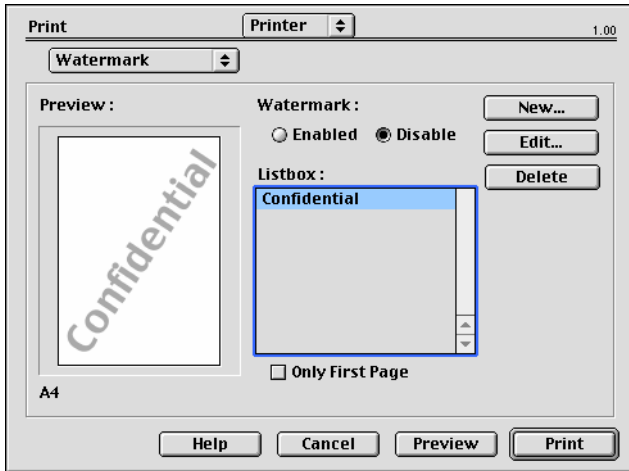 Print
Printer
1.00
Watermark
Preview :
Watermark :
New...
Enabled
Disable
Edit...
Listbox :
Delete
Confidential
Confidential
Only First Page
A4
Help
Cancel
Preview
Print